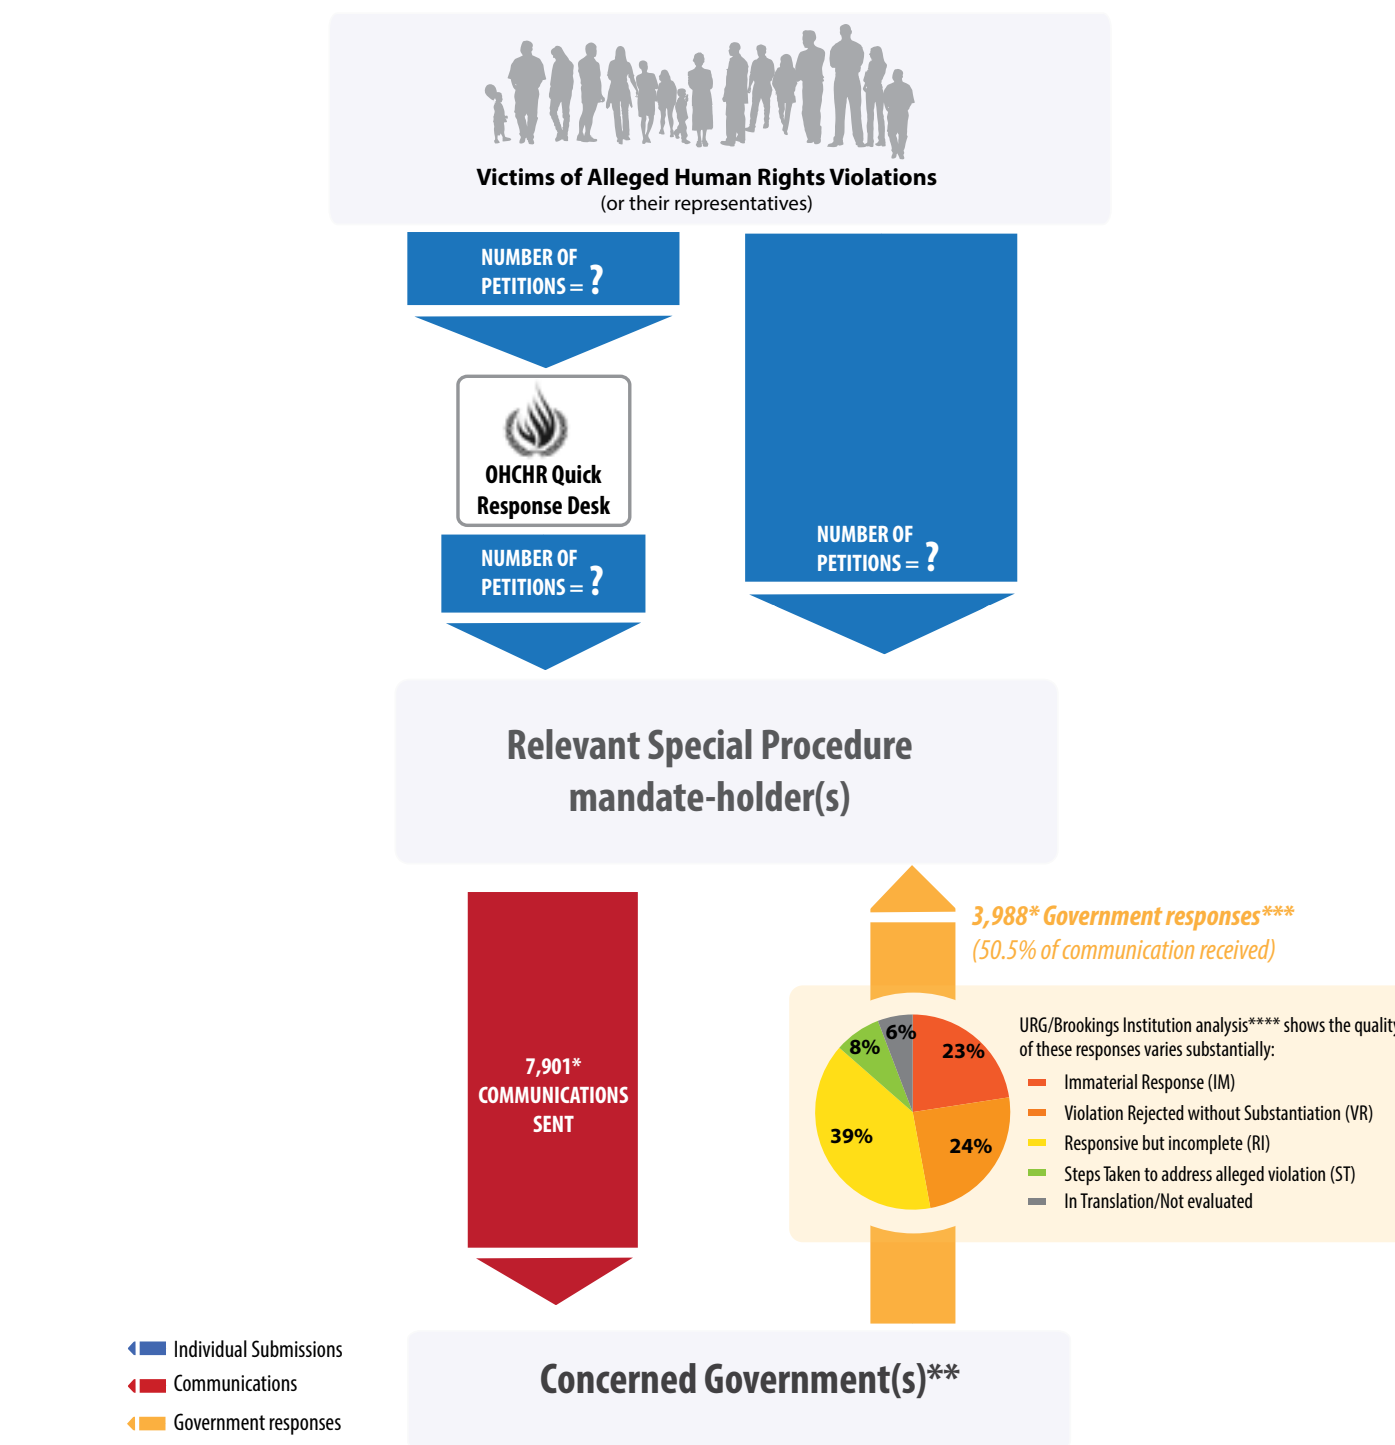 Victims of Alleged Human Rights Violations
(or their representatives)
NUMBER OF
PETITIONS = ?
OHCHR Quick
Response Desk
NUMBER OF
PETITIONS = ?
NUMBER OF
PETITIONS = ?
Relevant Special Procedure
mandate-holder(s)
3,988* Government responses***
(50.5% of communication received)
7,901*
COMMUNICATIONS
SENT
6%
8%
23%
39%
24%
URG/Brookings Institution analysis**** shows the quality
of these responses varies substantially:
Immaterial Response (IM)
Violation Rejected without Substantiation (VR)
Responsive but incomplete (RI)
Steps Taken to address alleged violation (ST)
In Translation/Not evaluated
Individual Submissions
Communications
Government responses
Concerned Government(s)**